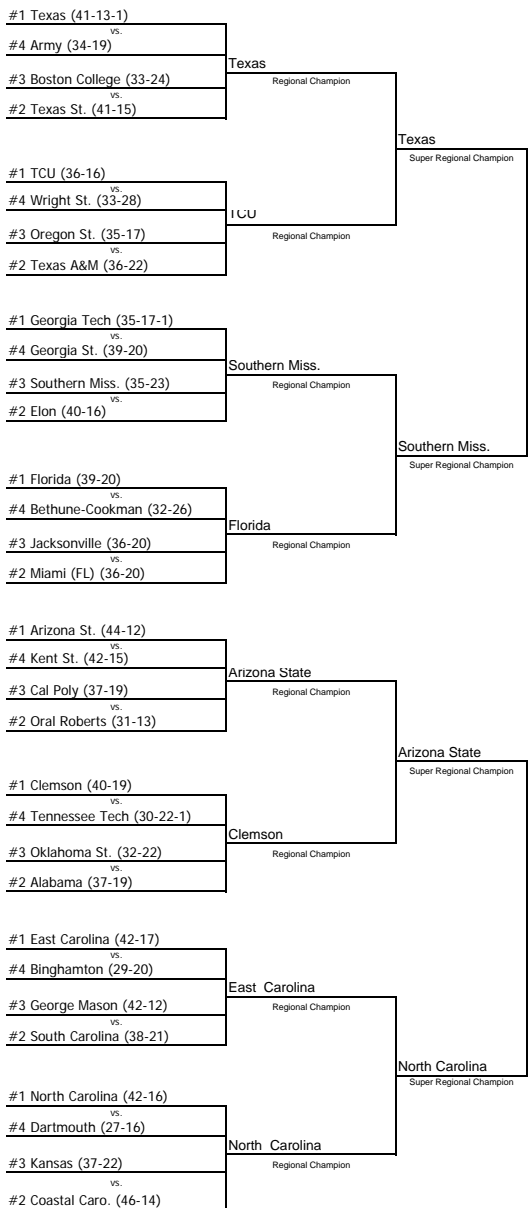 #1 Texas (41-13-1)
vs.
#4 Army (34-19)
Texas
Regional Champion
#3 Boston College (33-24)
vs.
#2 Texas St. (41-15)
Texas
Super Regional Champion
#1 TCU (36-16)
vs.
#4 Wright St. (33-28)
TCU
Regional Champion
#3 Oregon St. (35-17)
vs.
#2 Texas A&M (36-22)
#1 Georgia Tech (35-17-1)
vs.
#4 Georgia St. (39-20)
Southern Miss.
Regional Champion
#3 Southern Miss. (35-23)
vs.
#2 Elon (40-16)
Southern Miss.
Super Regional Champion
#1 Florida (39-20)
vs.
#4 Bethune-Cookman (32-26)
Florida
Regional Champion
#3 Jacksonville (36-20)
vs.
#2 Miami (FL) (36-20)
#1 Arizona St. (44-12)
vs.
#4 Kent St. (42-15)
Arizona State
Regional Champion
#3 Cal Poly (37-19)
vs.
#2 Oral Roberts (31-13)
Arizona State
Super Regional Champion
#1 Clemson (40-19)
vs.
#4 Tennessee Tech (30-22-1)
Clemson
Regional Champion
#3 Oklahoma St. (32-22)
vs.
#2 Alabama (37-19)
#1 East Carolina (42-17)
vs.
#4 Binghamton (29-20)
East Carolina
Regional Champion
#3 George Mason (42-12)
vs.
#2 South Carolina (38-21)
North Carolina
Super Regional Champion
#1 North Carolina (42-16)
vs.
#4 Dartmouth (27-16)
North Carolina
Regional Champion
#3 Kansas (37-22)
vs.
#2 Coastal Caro. (46-14)